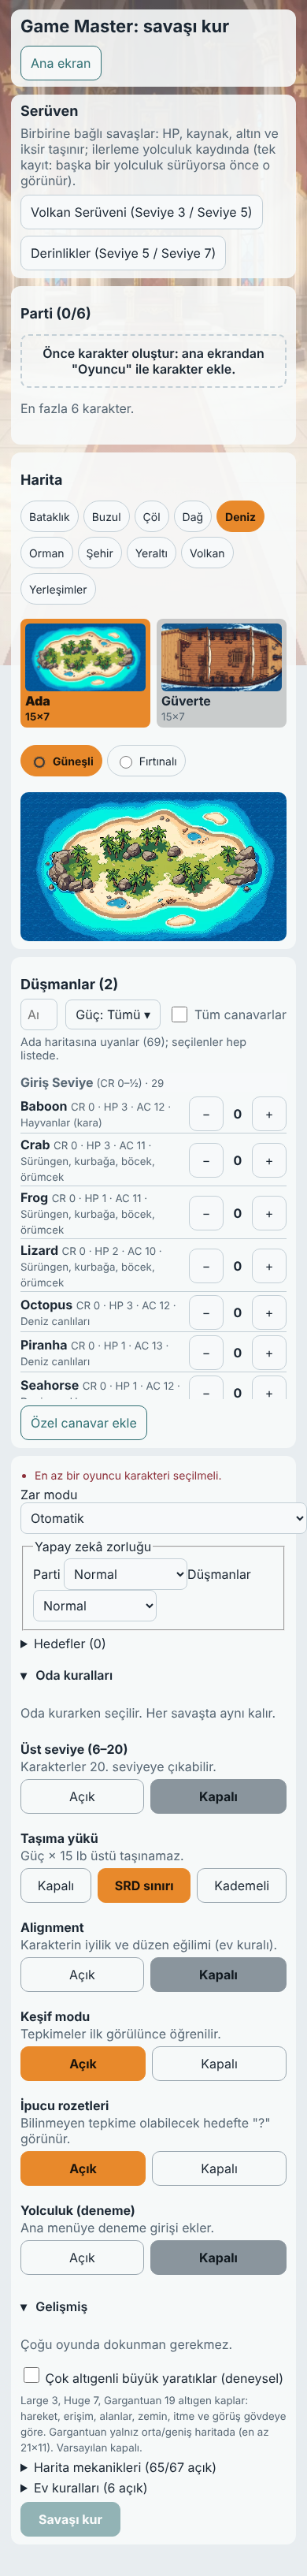 Game Master: savaşı kur
Ana ekran
Serüven
Birbirine bağlı savaşlar: HP, kaynak, altın ve
iksir taşınır; ilerleme yolculuk kaydında (tek
kayıt: başka bir yolculuk sürüyorsa önce o
görünür).
Volkan Serüveni (Seviye 3 / Seviye 5)
Derinlikler (Seviye 5 / Seviye 7)
Parti (0/6)
Önce karakter oluştur: ana ekrandan
"Oyuncu" ile karakter ekle.
En fazla 6 karakter.
Harita
Bataklık
Buzul
Çöl
Dağ
Deniz
Orman
Şehir
Yeraltı
Volkan
Yerleşimler
Ada
15×7
Güverte
15×7
Güneşli
Fırtınalı
Düşmanlar (2)
Güç: Tümü ▾
Tüm canavarlar
Ada haritasına uyanlar (69); seçilenler hep
listede.
Giriş Seviye (CR 0–½) · 29
Baboon CR 0 · HP 3 · AC 12 ·
Hayvanlar (kara)
− 0 +
Crab CR 0 · HP 3 · AC 11 ·
Sürüngen, kurbağa, böcek,
örümcek
− 0 +
Frog CR 0 · HP 1 · AC 11 ·
Sürüngen, kurbağa, böcek,
örümcek
− 0 +
Lizard CR 0 · HP 2 · AC 10 ·
Sürüngen, kurbağa, böcek,
örümcek
− 0 +
Octopus CR 0 · HP 3 · AC 12 ·
Deniz canlıları
− 0 +
Piranha CR 0 · HP 1 · AC 13 ·
Deniz canlıları
− 0 +
Seahorse CR 0 · HP 1 · AC 12 ·
− 0 +
Özel canavar ekle
• En az bir oyuncu karakteri seçilmeli.
Zar modu
Otomatik
Yapay zekâ zorluğu
Parti Normal Düşmanlar
Normal
▶ Hedefler (0)
▼ Oda kuralları
Oda kurarken seçilir. Her savaşta aynı kalır.
Üst seviye (6–20)
Karakterler 20. seviyeye çıkabilir.
Açık
Kapalı
Taşıma yükü
Güç × 15 lb üstü taşınamaz.
Kapalı
SRD sınırı
Kademeli
Alignment
Karakterin iyilik ve düzen eğilimi (ev kuralı).
Açık
Kapalı
Keşif modu
Tepkimeler ilk görülünce öğrenilir.
Açık
Kapalı
İpucu rozetleri
Bilinmeyen tepkime olabilecek hedefte "?"
görünür.
Açık
Kapalı
Yolculuk (deneme)
Ana menüye deneme girişi ekler.
Açık
Kapalı
▼ Gelişmiş
Çoğu oyunda dokunman gerekmez.
Çok altıgenli büyük yaratıklar (deneysel)
Large 3, Huge 7, Gargantuan 19 altıgen kaplar:
hareket, erişim, alanlar, zemin, itme ve görüş gövdeye
göre. Gargantuan yalnız orta/geniş haritada (en az
21×11). Varsayılan kapalı.
▶ Harita mekanikleri (65/67 açık)
▶ Ev kuralları (6 açık)
Savaşı kur